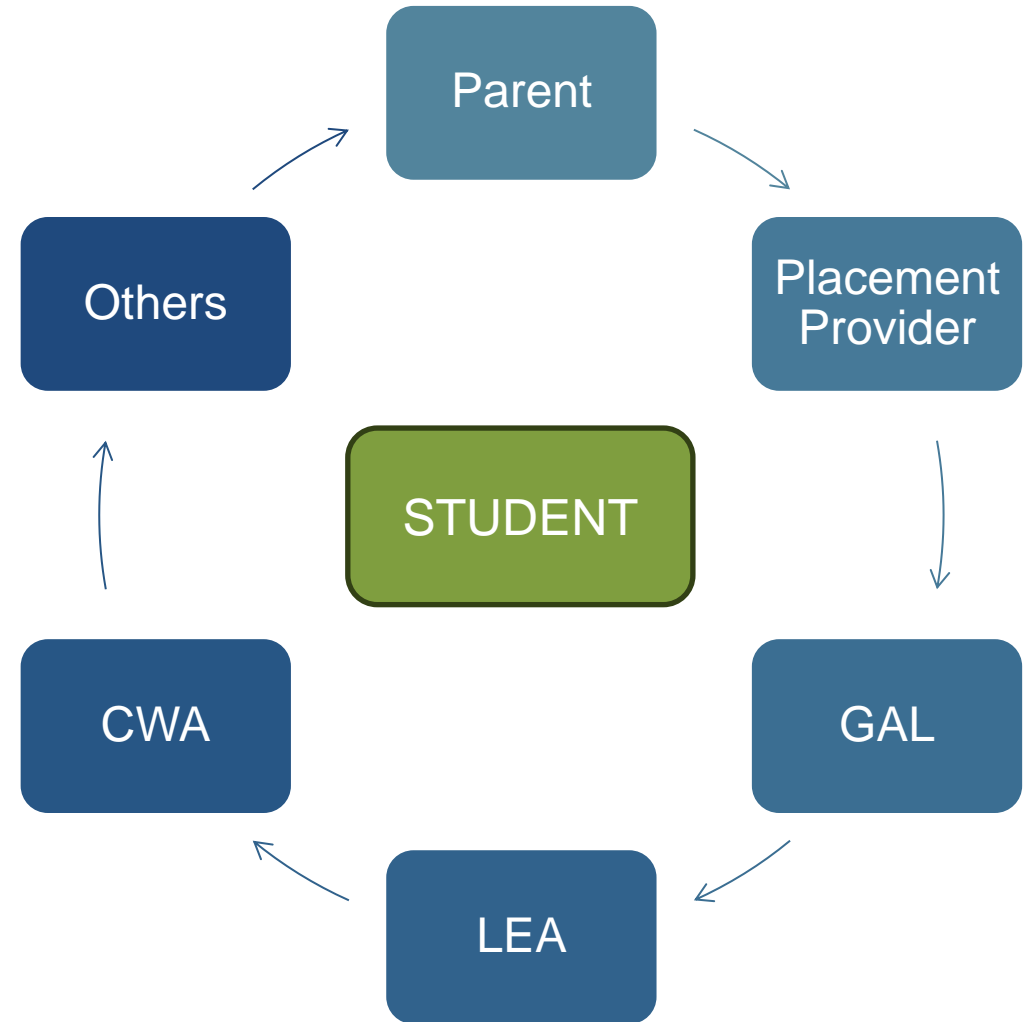 Parent
Placement
Provider
GAL
LEA
CWA
Others
STUDENT